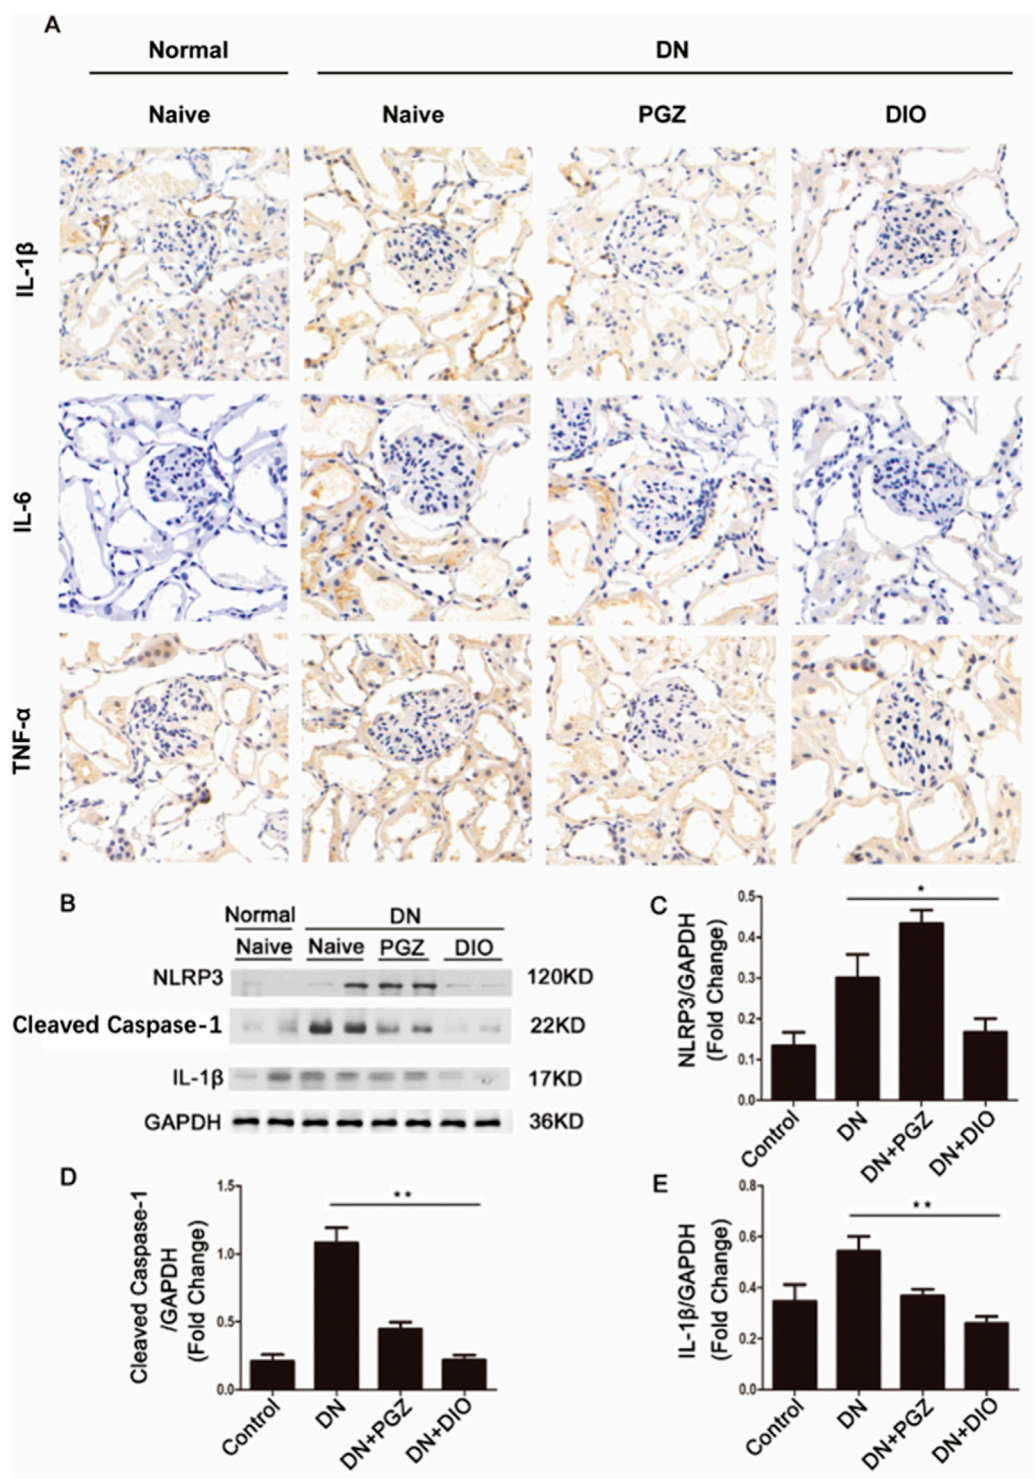 A
Normal DN
Naive Naive PGZ DIO
IL-1β
IL-6
TNF-α
B
Normal DN
Naive Naive PGZ DIO
NLRP3 120KD
Cleaved Caspase-1 22KD
IL-1β 17KD
GAPDH 36KD
C
NLRP3/GAPDH
(Fold Change)
0.5
0.4
0.3
0.2
0.1
0.0
*
Control DN DN+PGZ DN+DIO
D
Cleaved Caspase-1
/GAPDH
(Fold Change)
1.5
1.0
0.5
0.0
**
Control DN DN+PGZ DN+DIO
E
IL-1β/GAPDH
(Fold Change)
0.8
0.6
0.4
0.2
0.0
**
Control DN DN+PGZ DN+DIO